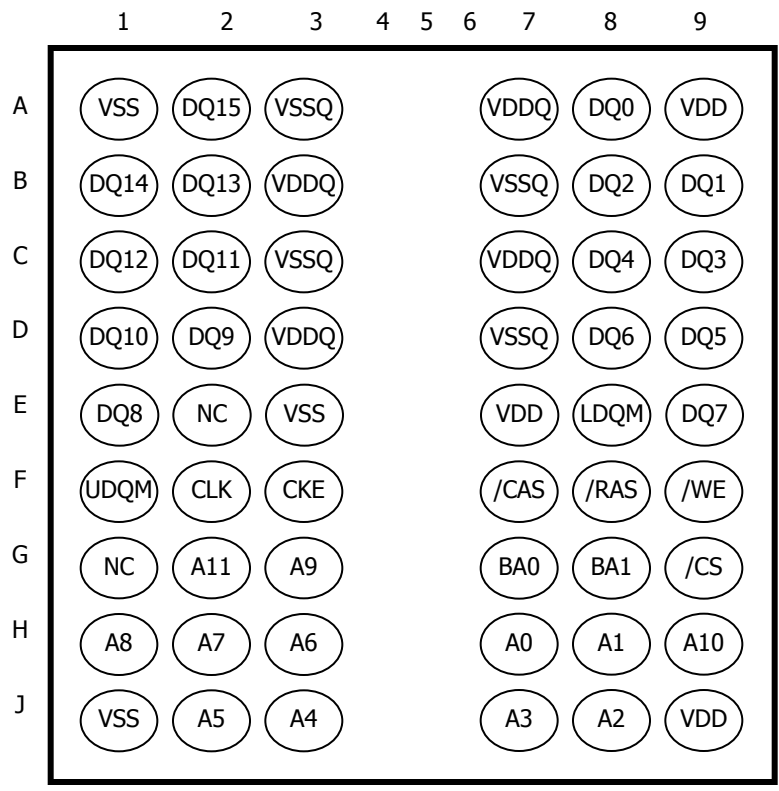 1 2 3 4 5 6 7 8 9
A VSS DQ15 VSSQ VDDQ DQ0 VDD
B DQ14 DQ13 VDDQ VSSQ DQ2 DQ1
C DQ12 DQ11 VSSQ VDDQ DQ4 DQ3
D DQ10 DQ9 VDDQ VSSQ DQ6 DQ5
E DQ8 NC VSS VDD LDQM DQ7
F UDQM CLK CKE /CAS /RAS /WE
G NC A11 A9 BA0 BA1 /CS
H A8 A7 A6 A0 A1 A10
J VSS A5 A4 A3 A2 VDD